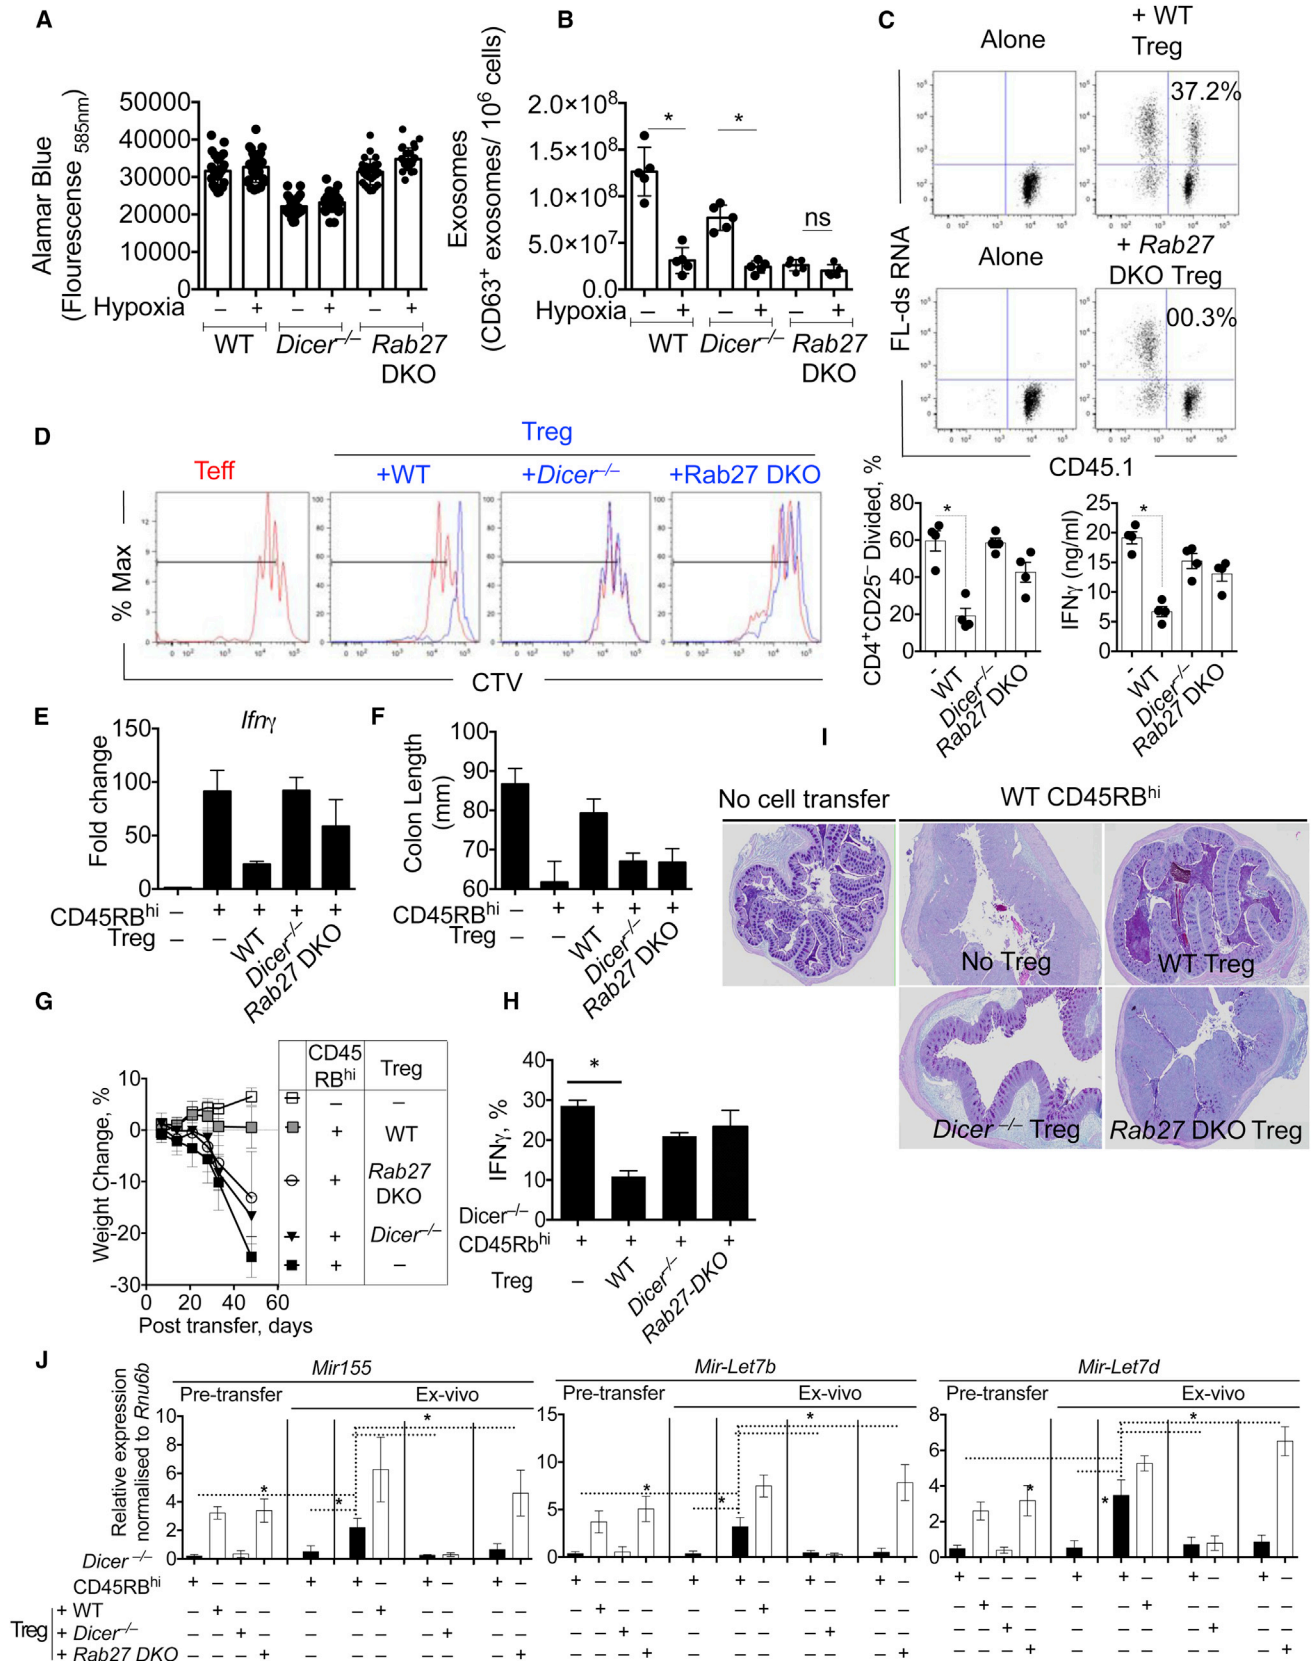 A
Alamar Blue
(Flourescense 585nm)
50000
40000
30000
20000
10000
0
Hypoxia – + – + – +
WT Dicer–/– Rab27
DKO
B
Exosomes
(CD63+ exosomes/ 10^6 cells)
2.0×10^8
1.5×10^8
1.0×10^8
5.0×10^7
0.0
* * ns
Hypoxia – + – + – +
WT Dicer–/– Rab27
DKO
C
Alone
+ WT
Treg
37.2%
Alone
+ Rab27
DKO Treg
00.3%
FL-ds RNA
CD45.1
D
Treg
Teff
+WT
+Dicer–/–
+Rab27 DKO
% Max
CTV
CD4+CD25– Divided, %
80
60
40
20
0
*
- WT Dicer–/– Rab27 DKO
IFNγ (ng/ml)
25
20
15
10
5
0
*
- WT Dicer–/– Rab27 DKO
E
Ifnγ
Fold change
150
100
50
0
CD45RBhi – + + + +
Treg – – WT Dicer–/– Rab27 DKO
F
Colon Length
(mm)
100
90
80
70
60
CD45RBhi – + + + +
Treg – – WT Dicer–/– Rab27 DKO
I
No cell transfer
WT CD45RBhi
No Treg
WT Treg
Dicer –/– Treg
Rab27 DKO Treg
G
Weight Change, %
10
0
-10
-20
-30
0 20 40 60
Post transfer, days
CD45
RBhi
Treg
– –
+ WT
+ Rab27
DKO
+ Dicer–/–
+ –
H
IFNγ, %
40
30
20
10
0
*
Dicer–/–
CD45Rbhi + + + +
Treg – WT Dicer–/– Rab27-DKO
J
Mir155
Pre-transfer Ex-vivo
Relative expression
normalised to Rnu6b
10
8
6
4
2
0
* * *
Mir-Let7b
Pre-transfer Ex-vivo
15
10
5
0
* * *
Mir-Let7d
Pre-transfer Ex-vivo
8
6
4
2
0
* * *
Dicer –/–
CD45RBhi + – – – + + – + – + – + – – – + + – + – + – + – – – + + – + – + –
Treg
+ WT – + – – – – + – – – – – + – – – – + – – – – – + – – – – + – – – –
+ Dicer–/– – – + – – – – – + – – – – + – – – – – + – – – – + – – – – – + – –
+ Rab27 DKO – – – + – – – – – – + – – – + – – – – – – + – – – + – – – – – – +